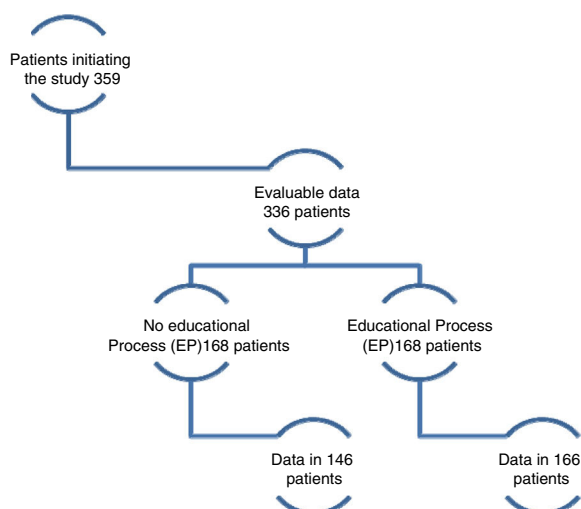 Patients initiating
the study 359
Evaluable data
336 patients
No educational
Process (EP)168 patients
Educational Process
(EP)168 patients
Data in 146
patients
Data in 166
patients